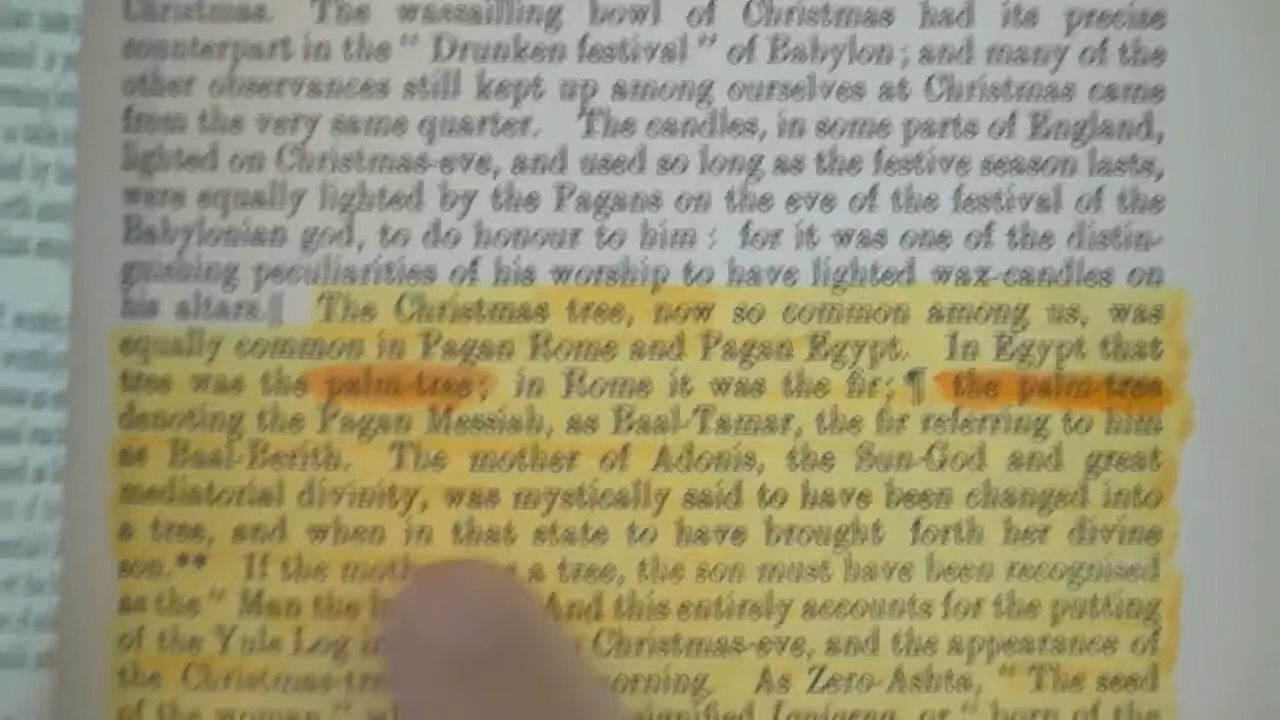 Christmas. The wassailling bowl of Christmas had its precise
counterpart in the “ Drunken festival ” of Babylon; and many of the
other observances still kept up among ourselves at Christmas came
from the very same quarter. The candles, in some parts of England,
lighted on Christmas-eve, and used so long as the festive season lasts,
were equally lighted by the Pagans on the eve of the festival of the
Babylonian god, to do honour to him : for it was one of the distin-
guishing peculiarities of his worship to have lighted wax-candles on
his altars.¶ The Christmas tree, now so common among us, was
equally common in Pagan Rome and Pagan Egypt. In Egypt that
tree was the palm-tree; in Rome it was the fir; ¶ the palm-tree
denoting the Pagan Messiah, as Baal-Tamar, the fir referring to him
as Baal-Berith. The mother of Adonis, the Sun-God and great
mediatorial divinity, was mystically said to have been changed into
a tree, and when in that state to have brought forth her divine
son.** If the a tree, the son must have been recognised
as the “ Man the And this entirely accounts for the putting
of the Yule Log Christmas-eve, and the appearance of
the As Zero-Ashta, “ The seed
of the woman, or “ born of the